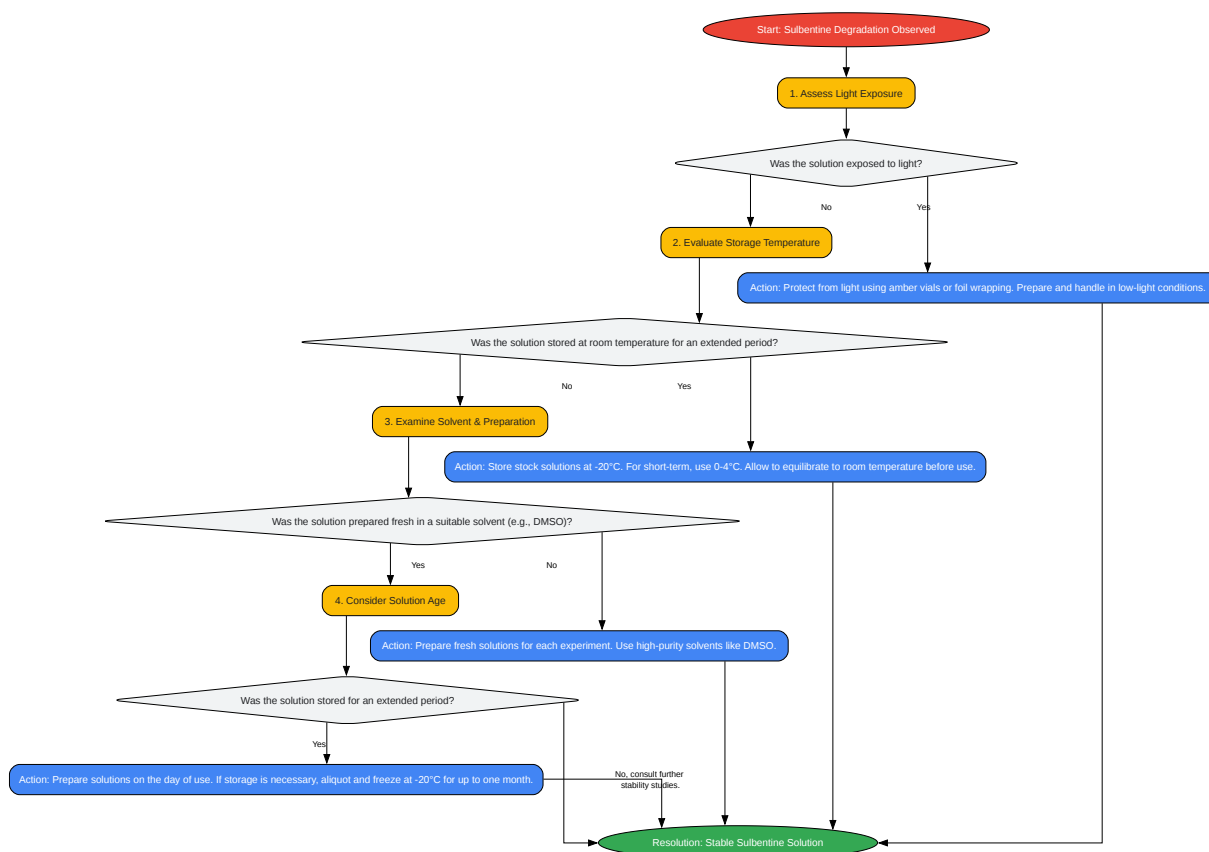 Start: Sulbentine Degradation Observed
1. Assess Light Exposure
Was the solution exposed to light?
No
Yes
2. Evaluate Storage Temperature
Action: Protect from light using amber vials or foil wrapping. Prepare and handle in low-light conditions.
Was the solution stored at room temperature for an extended period?
No
Yes
3. Examine Solvent & Preparation
Action: Store stock solutions at -20°C. For short-term, use 0-4°C. Allow to equilibrate to room temperature before use.
Was the solution prepared fresh in a suitable solvent (e.g., DMSO)?
Yes
No
4. Consider Solution Age
Action: Prepare fresh solutions for each experiment. Use high-purity solvents like DMSO.
Was the solution stored for an extended period?
Yes
Action: Prepare solutions on the day of use. If storage is necessary, aliquot and freeze at -20°C for up to one month.
No, consult further
stability studies.
Resolution: Stable Sulbentine Solution